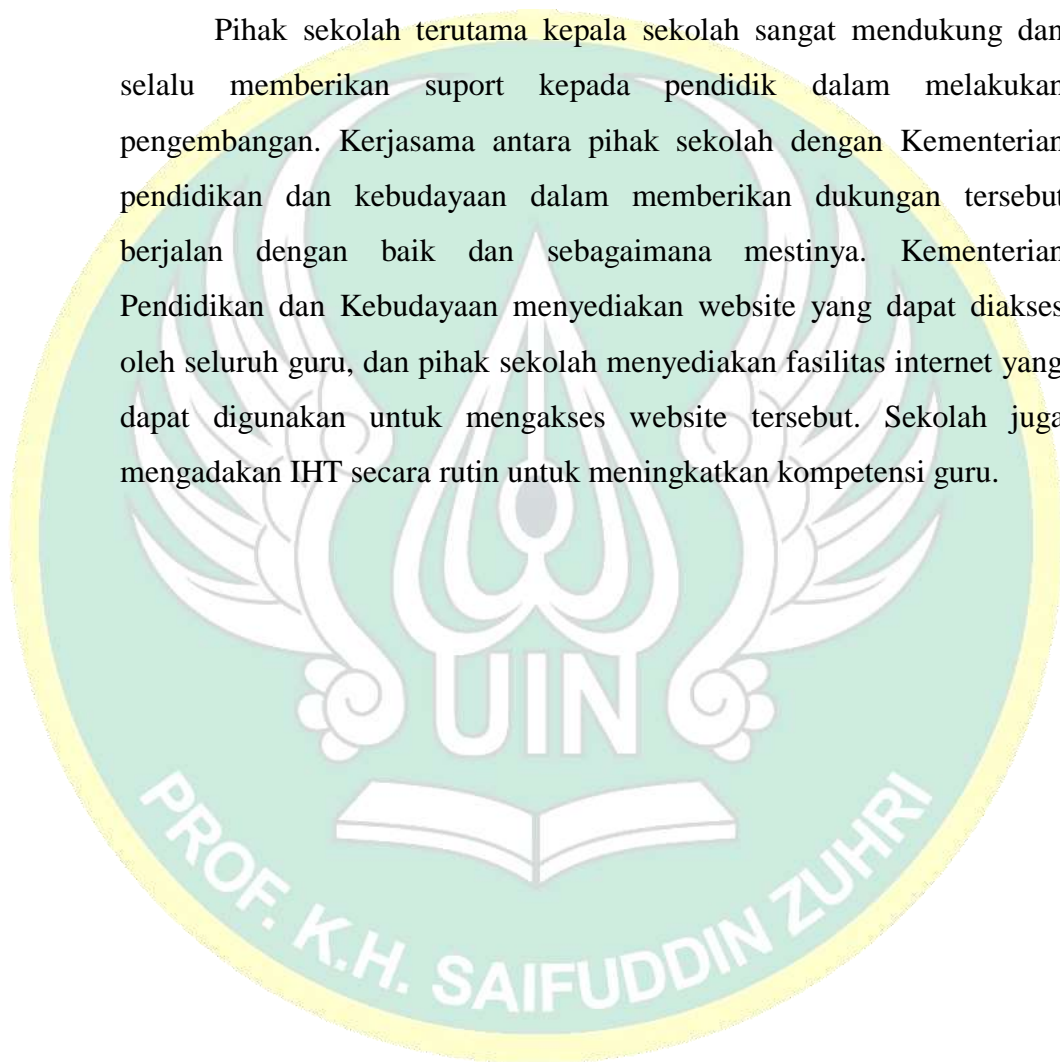 Pihak sekolah terutama kepala sekolah sangat mendukung dan
selalu memberikan suport kepada pendidik dalam melakukan
pengembangan. Kerjasama antara pihak sekolah dengan Kementerian
pendidikan dan kebudayaan dalam memberikan dukungan tersebut
berjalan dengan baik dan sebagaimana mestinya. Kementerian
Pendidikan dan Kebudayaan menyediakan website yang dapat diakses
oleh seluruh guru, dan pihak sekolah menyediakan fasilitas internet yang
dapat digunakan untuk mengakses website tersebut. Sekolah juga
mengadakan IHT secara rutin untuk meningkatkan kompetensi guru.
UIN
PROF. K.H. SAIFUDDIN ZUHRI